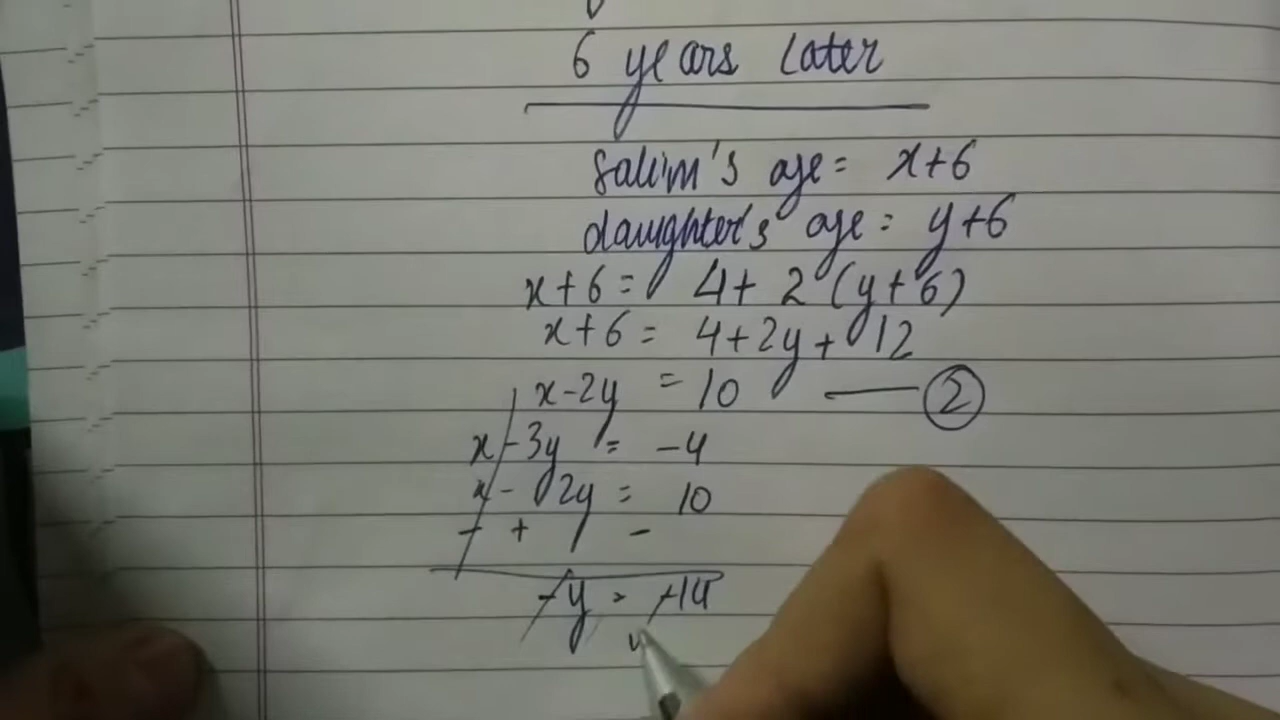 6 years later
Salim's age = x+6
daughter's age = y+6
x+6 = 4+ 2(y+6)
x+6 = 4+2y+12
x-2y = 10 —— ②
x-3y = -4
x-2y = 10
- + -
-y = -14